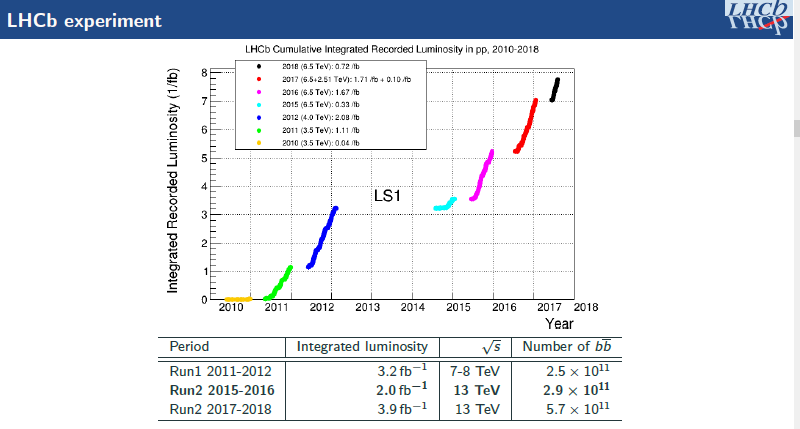 LHCb experiment
LHCb
LHCb Cumulative Integrated Recorded Luminosity in pp, 2010-2018
Integrated Recorded Luminosity (1/fb)
8
7
6
5
4
3
2
1
0
2018 (6.5 TeV): 0.72 /fb
2017 (6.5+2.51 TeV): 1.71 /fb + 0.10 /fb
2016 (6.5 TeV): 1.67 /fb
2015 (6.5 TeV): 0.33 /fb
2012 (4.0 TeV): 2.08 /fb
2011 (3.5 TeV): 1.11 /fb
2010 (3.5 TeV): 0.04 /fb
LS1
2010 2011 2012 2013 2014 2015 2016 2017 2018
Year
Period Integrated luminosity √s Number of bb̅
Run1 2011-2012 3.2 fb⁻¹ 7-8 TeV 2.5 × 10¹¹
Run2 2015-2016 2.0 fb⁻¹ 13 TeV 2.9 × 10¹¹
Run2 2017-2018 3.9 fb⁻¹ 13 TeV 5.7 × 10¹¹